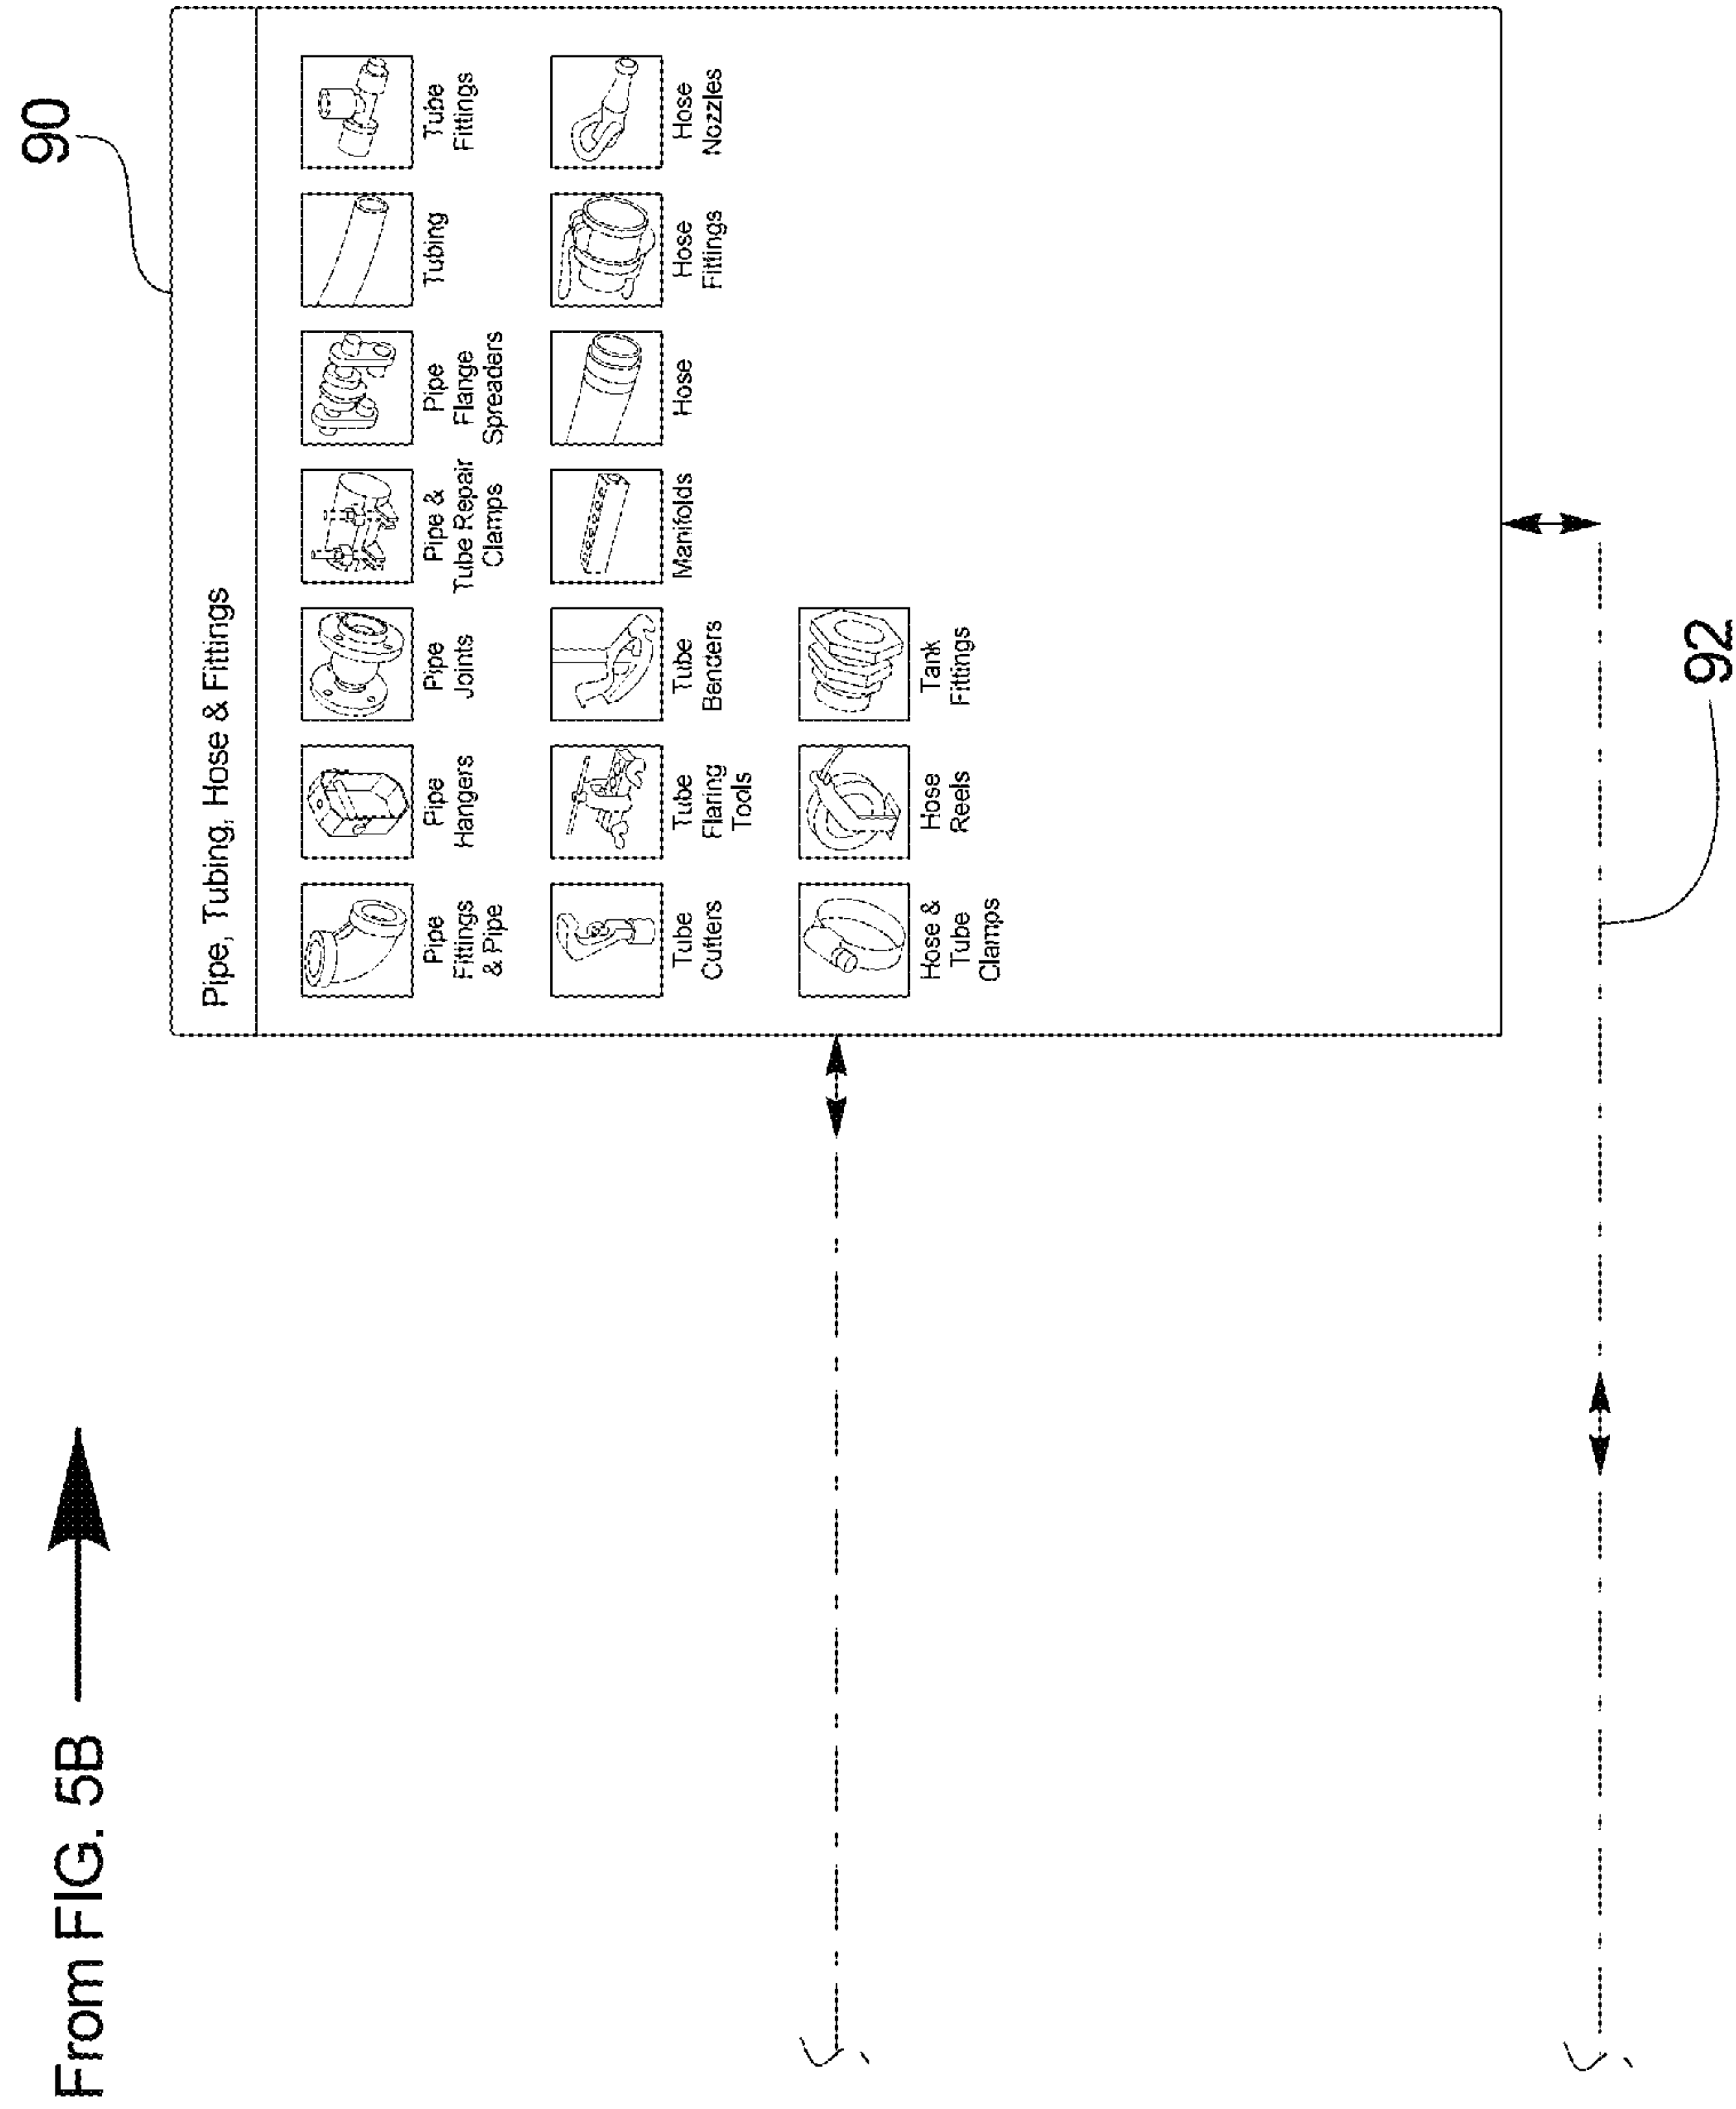 From FIG. 5B
90
Pipe, Tubing, Hose & Fittings
Pipe
Fittings
& Pipe
Pipe
Hangers
Pipe
Joints
Pipe &
Tube Repair
Clamps
Pipe
Flange
Spreaders
Tubing
Tube
Fittings
Tube
Cutters
Tube
Flaring
Tools
Tube
Benders
Manifolds
Hose
Hose
Fittings
Hose
Nozzles
Hose &
Tube
Clamps
Hose
Reels
Tank
Fittings
92